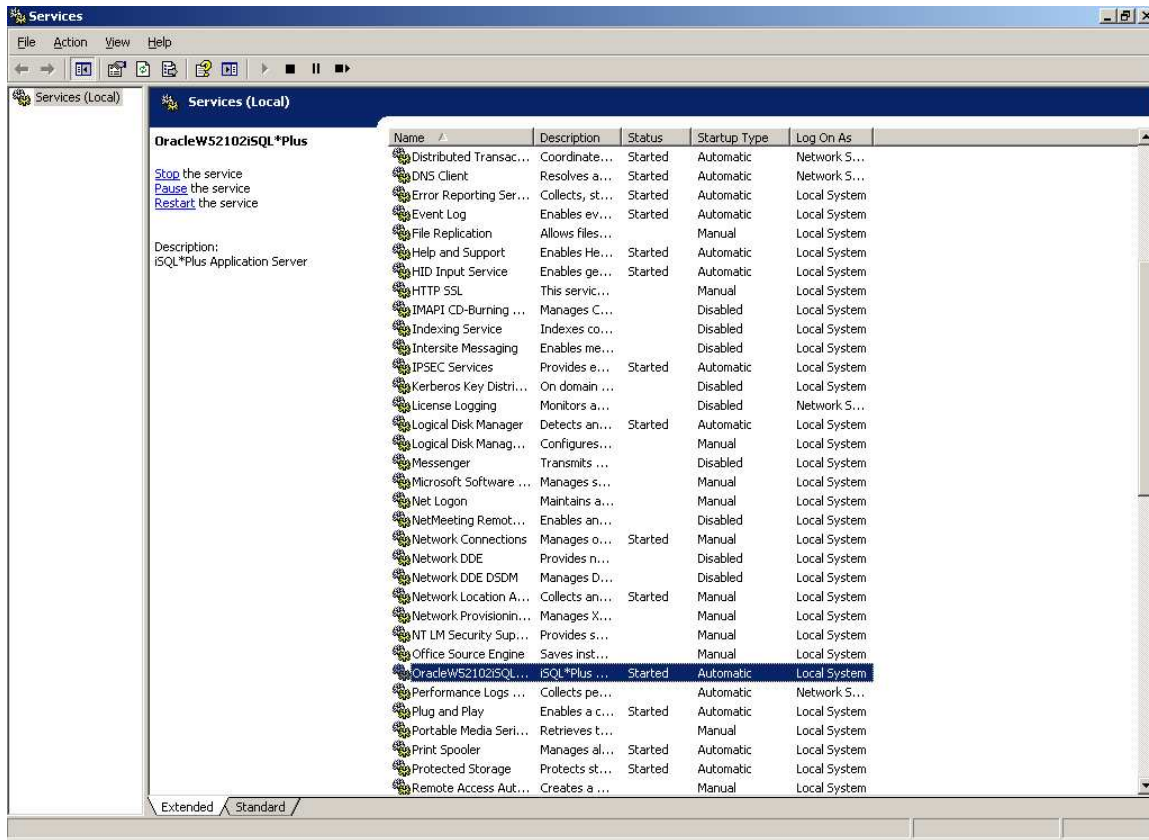 Services
File Action View Help
Services (Local)
Services (Local)
OracleW52102iSQL*Plus
Stop the service
Pause the service
Restart the service
Description:
iSQL*Plus Application Server
Name Description Status Startup Type Log On As
Distributed Transac... Coordinate... Started Automatic Network S...
DNS Client Resolves a... Started Automatic Network S...
Error Reporting Ser... Collects, st... Started Automatic Local System
Event Log Enables ev... Started Automatic Local System
File Replication Allows files... Manual Local System
Help and Support Enables He... Started Automatic Local System
HID Input Service Enables ge... Started Automatic Local System
HTTP SSL This servic... Manual Local System
IMAPI CD-Burning ... Manages C... Disabled Local System
Indexing Service Indexes co... Disabled Local System
Intersite Messaging Enables me... Disabled Local System
IPSEC Services Provides e... Started Automatic Local System
Kerberos Key Distri... On domain ... Disabled Local System
License Logging Monitors a... Disabled Network S...
Logical Disk Manager Detects an... Started Automatic Local System
Logical Disk Manag... Configures... Manual Local System
Messenger Transmits ... Disabled Local System
Microsoft Software ... Manages s... Manual Local System
Net Logon Maintains a... Manual Local System
NetMeeting Remot... Enables an... Disabled Local System
Network Connections Manages o... Started Manual Local System
Network DDE Provides n... Disabled Local System
Network DDE DSDM Manages D... Disabled Local System
Network Location A... Collects an... Started Manual Local System
Network Provisionin... Manages X... Manual Local System
NT LM Security Sup... Provides s... Manual Local System
Office Source Engine Saves inst... Manual Local System
OracleW52102iSQL... iSQL*Plus ... Started Automatic Local System
Performance Logs ... Collects pe... Automatic Network S...
Plug and Play Enables a c... Started Automatic Local System
Portable Media Seri... Retrieves t... Manual Local System
Print Spooler Manages al... Started Automatic Local System
Protected Storage Protects st... Started Automatic Local System
Remote Access Aut... Creates a ... Manual Local System
Extended Standard